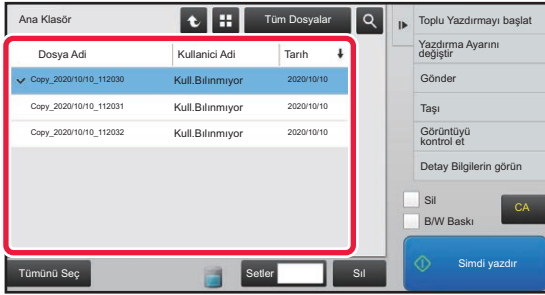 Ana Klasör
Tüm Dosyalar
Dosya Adi Kullanici Adi Tarıh
Copy_2020/10/10_112030 Kull.Bılınmıyor 2020/10/10
Copy_2020/10/10_112031 Kull.Bılınmıyor 2020/10/10
Copy_2020/10/10_112032 Kull.Bılınmıyor 2020/10/10
Tümünü Seç
Setler
Sıl
Toplu Yazdırmayı başlat
Yazdırma Ayarını
değiştir
Gönder
Taşı
Görüntüyü
kontrol et
Detay Bilgilerin görün
Sil
B/W Baskı
CA
Simdi yazdır